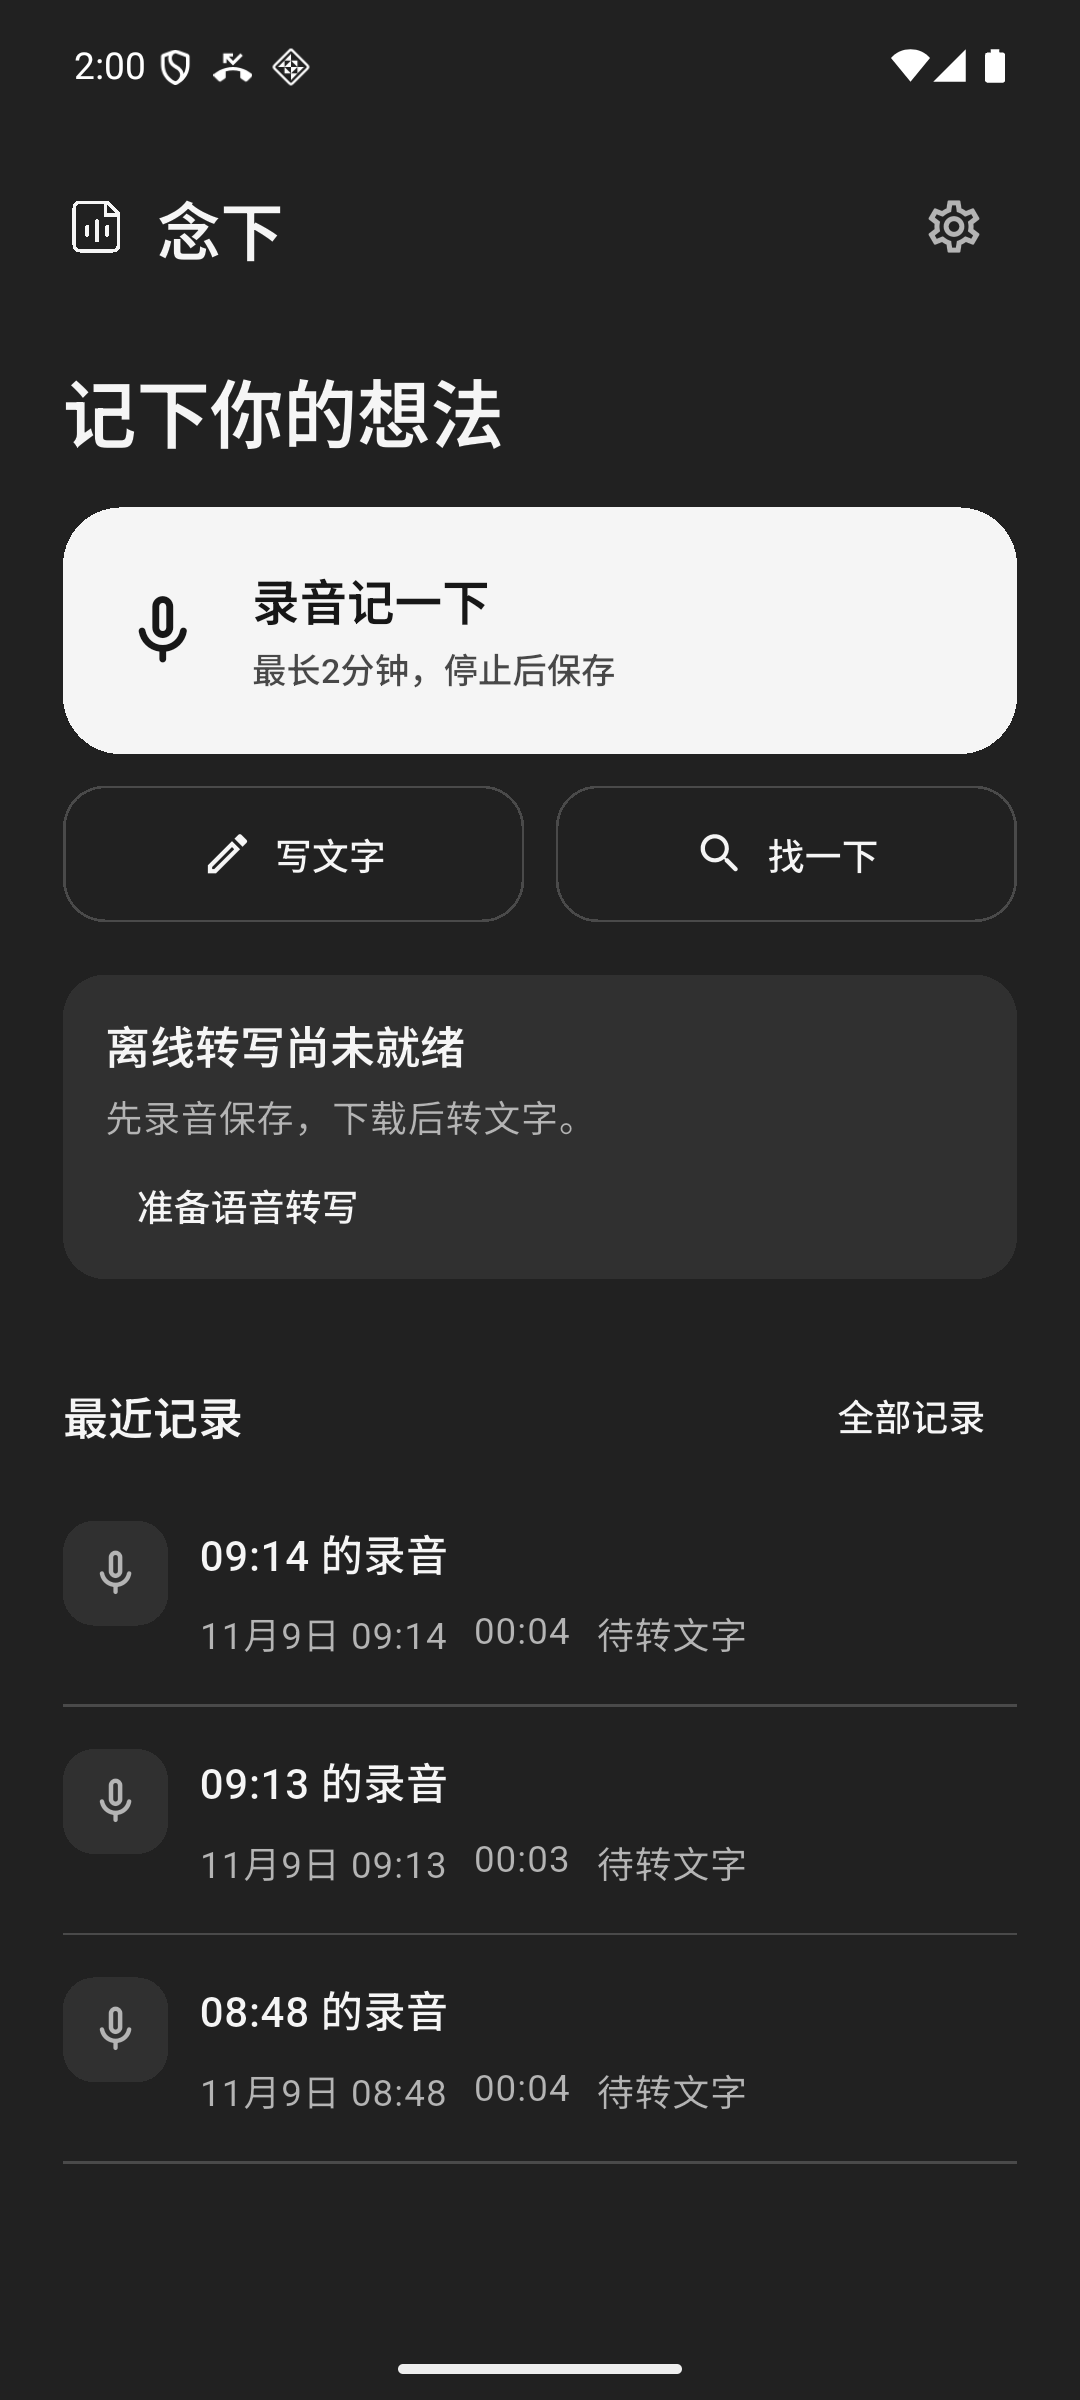 2:00
念下
记下你的想法
录音记一下
最长2分钟，停止后保存
写文字 找一下
离线转写尚未就绪
先录音保存，下载后转文字。
准备语音转写
最近记录 全部记录
09:14 的录音
11月9日 09:14 00:04 待转文字
09:13 的录音
11月9日 09:13 00:03 待转文字
08:48 的录音
11月9日 08:48 00:04 待转文字